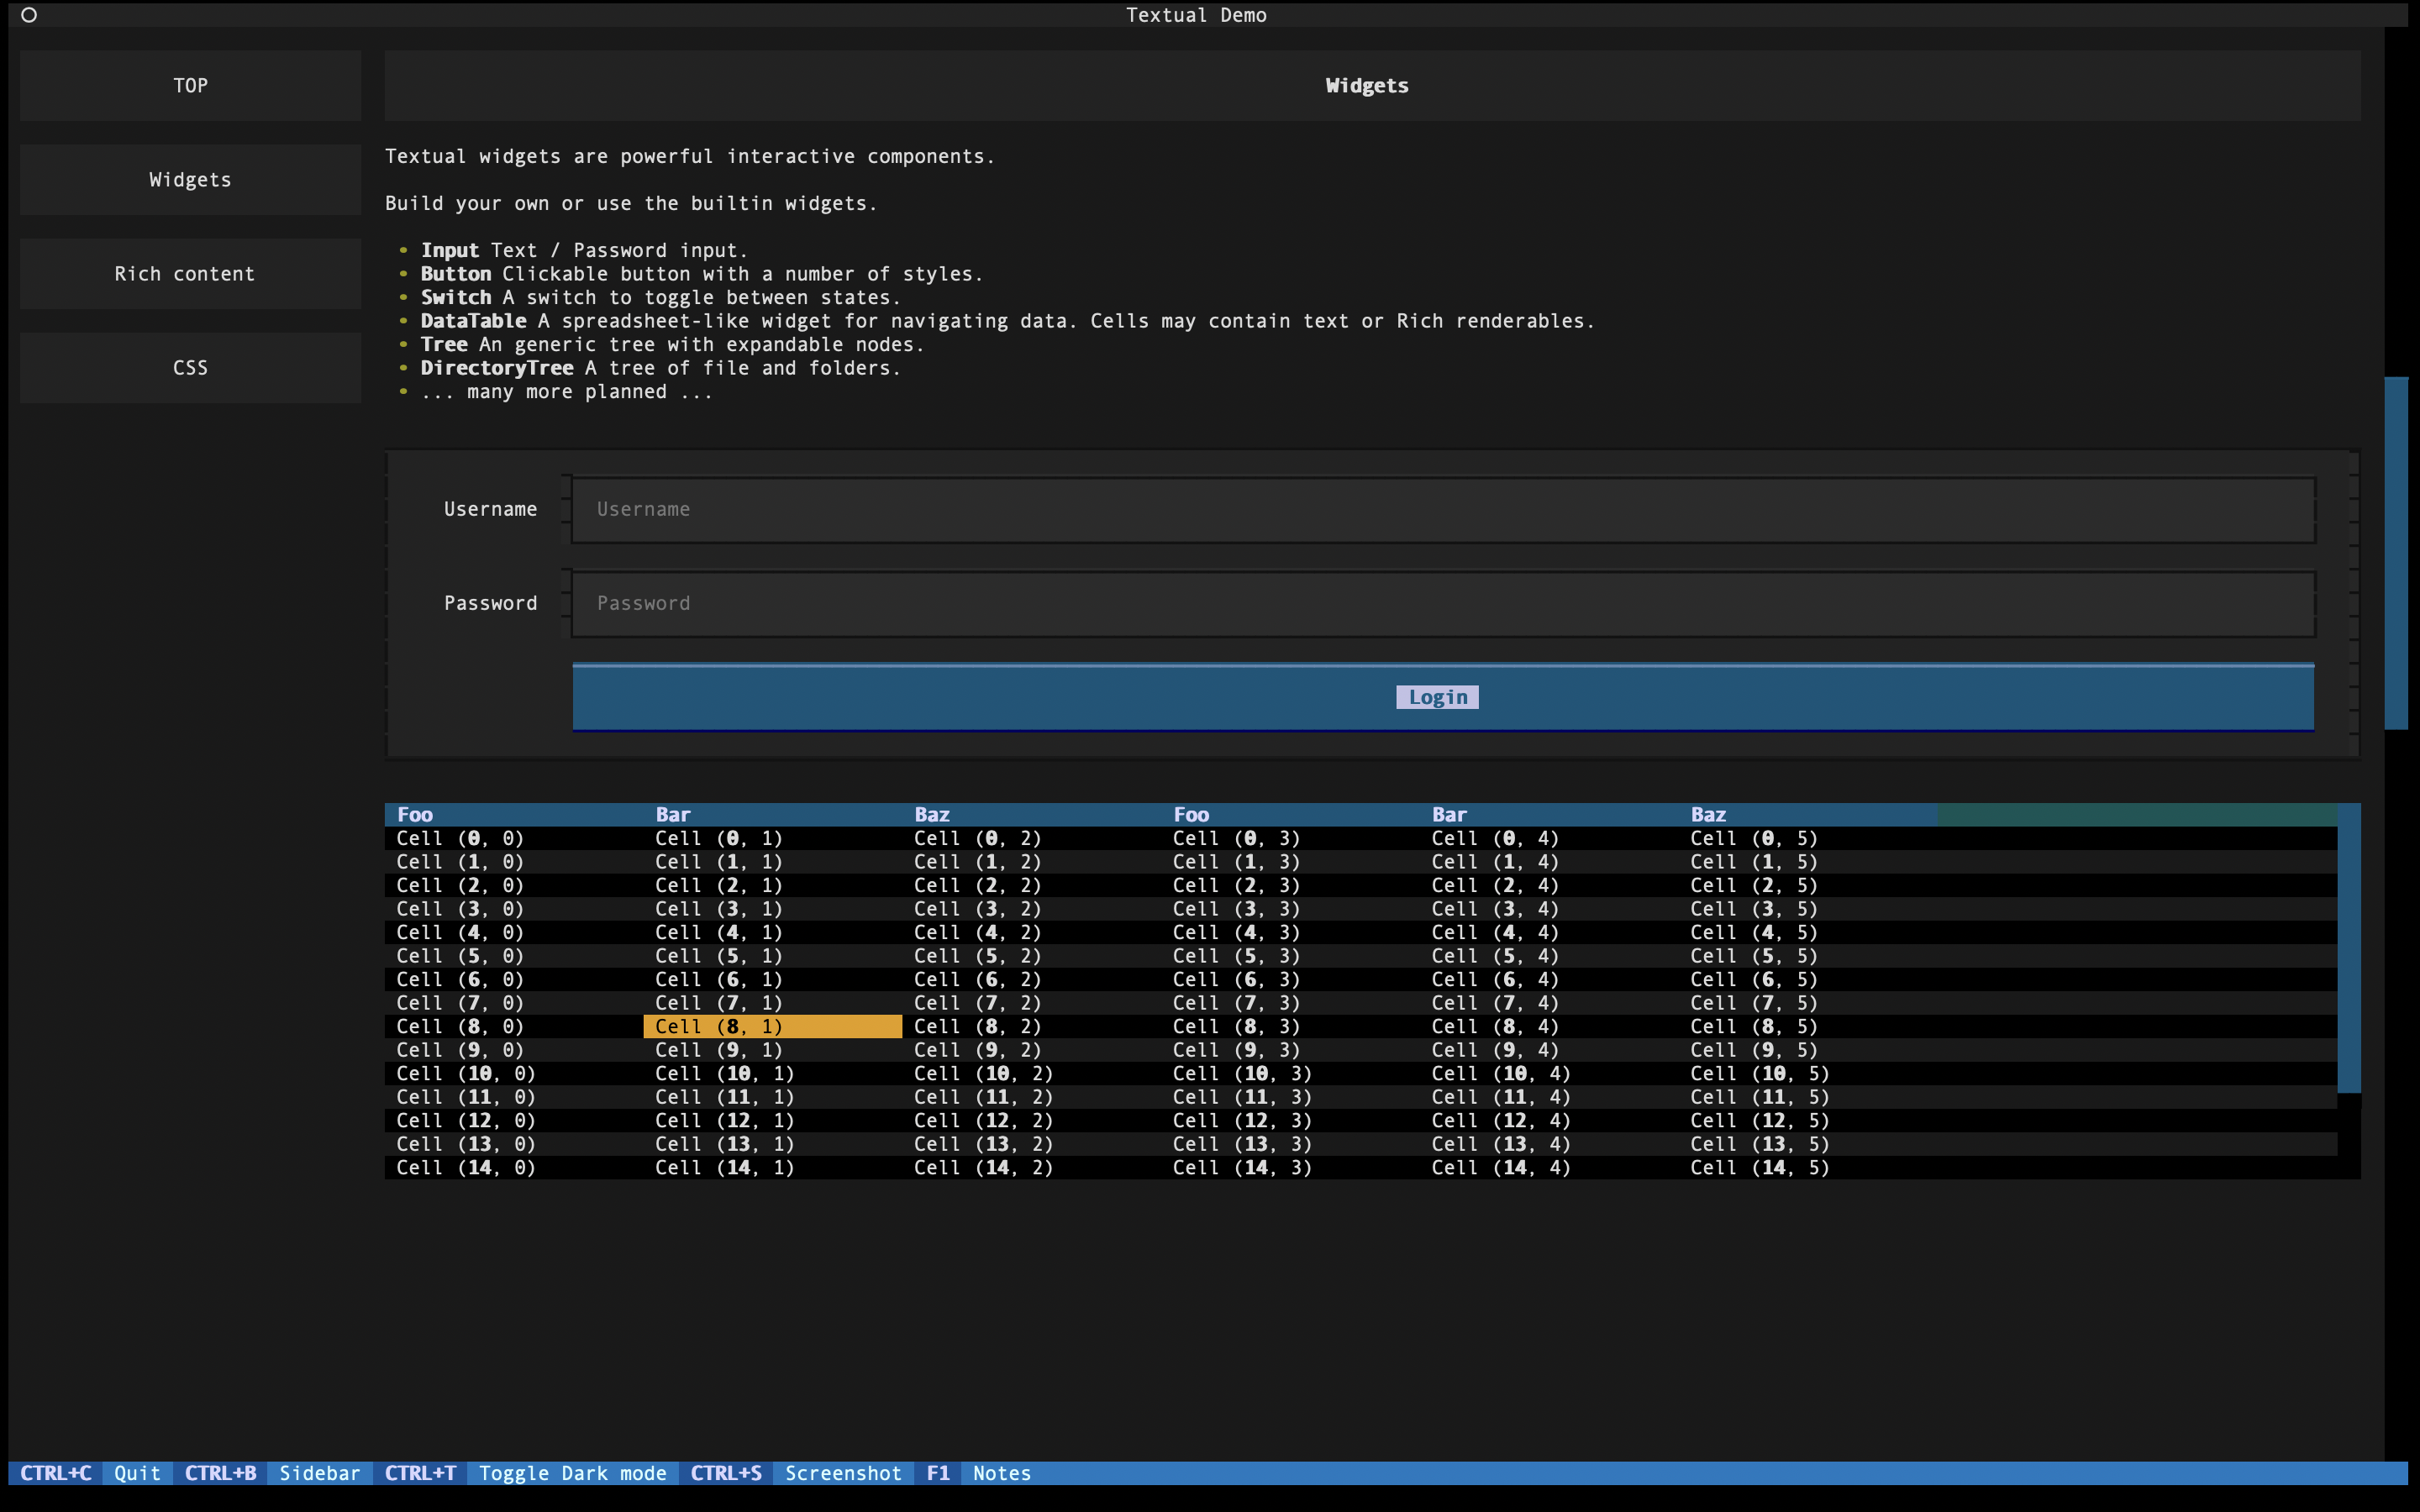 Textual Demo
TOP
Widgets
Rich content
CSS
Widgets
Textual widgets are powerful interactive components.
Build your own or use the builtin widgets.
• Input Text / Password input.
• Button Clickable button with a number of styles.
• Switch A switch to toggle between states.
• DataTable A spreadsheet-like widget for navigating data. Cells may contain text or Rich renderables.
• Tree An generic tree with expandable nodes.
• DirectoryTree A tree of file and folders.
• ... many more planned ...
Username Username
Password Password
Login
Foo Bar Baz Foo Bar Baz
Cell (0, 0) Cell (0, 1) Cell (0, 2) Cell (0, 3) Cell (0, 4) Cell (0, 5)
Cell (1, 0) Cell (1, 1) Cell (1, 2) Cell (1, 3) Cell (1, 4) Cell (1, 5)
Cell (2, 0) Cell (2, 1) Cell (2, 2) Cell (2, 3) Cell (2, 4) Cell (2, 5)
Cell (3, 0) Cell (3, 1) Cell (3, 2) Cell (3, 3) Cell (3, 4) Cell (3, 5)
Cell (4, 0) Cell (4, 1) Cell (4, 2) Cell (4, 3) Cell (4, 4) Cell (4, 5)
Cell (5, 0) Cell (5, 1) Cell (5, 2) Cell (5, 3) Cell (5, 4) Cell (5, 5)
Cell (6, 0) Cell (6, 1) Cell (6, 2) Cell (6, 3) Cell (6, 4) Cell (6, 5)
Cell (7, 0) Cell (7, 1) Cell (7, 2) Cell (7, 3) Cell (7, 4) Cell (7, 5)
Cell (8, 0) Cell (8, 1) Cell (8, 2) Cell (8, 3) Cell (8, 4) Cell (8, 5)
Cell (9, 0) Cell (9, 1) Cell (9, 2) Cell (9, 3) Cell (9, 4) Cell (9, 5)
Cell (10, 0) Cell (10, 1) Cell (10, 2) Cell (10, 3) Cell (10, 4) Cell (10, 5)
Cell (11, 0) Cell (11, 1) Cell (11, 2) Cell (11, 3) Cell (11, 4) Cell (11, 5)
Cell (12, 0) Cell (12, 1) Cell (12, 2) Cell (12, 3) Cell (12, 4) Cell (12, 5)
Cell (13, 0) Cell (13, 1) Cell (13, 2) Cell (13, 3) Cell (13, 4) Cell (13, 5)
Cell (14, 0) Cell (14, 1) Cell (14, 2) Cell (14, 3) Cell (14, 4) Cell (14, 5)
CTRL+C Quit CTRL+B Sidebar CTRL+T Toggle Dark mode CTRL+S Screenshot F1 Notes